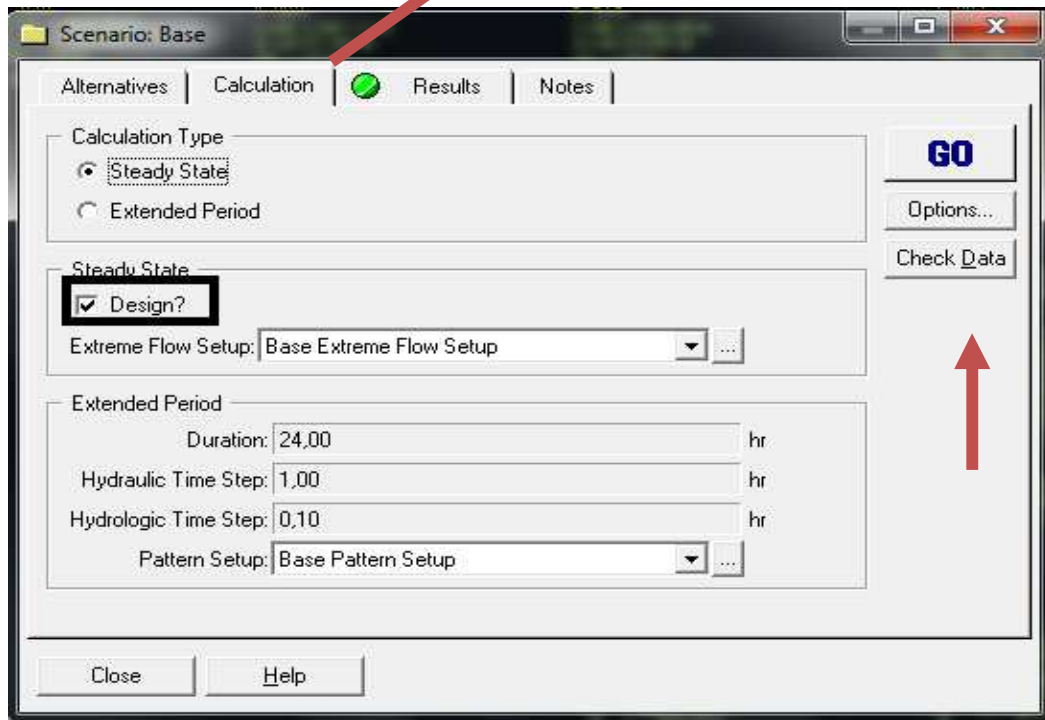 Scenario: Base
Alternatives Calculation Results Notes
Calculation Type
Steady State
Extended Period
GO
Options...
Check Data
Steady State
Design?
Extreme Flow Setup: Base Extreme Flow Setup ...
Extended Period
Duration: 24,00 hr
Hydraulic Time Step: 1,00 hr
Hydrologic Time Step: 0,10 hr
Pattern Setup: Base Pattern Setup ...
Close Help